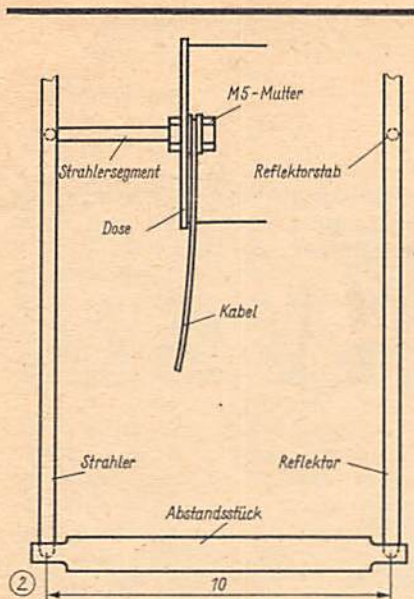 M5-Mutter
Strahlersegment
Reflektorstab
Dose
Kabel
Strahler
Reflektor
Abstandsstück
2
10